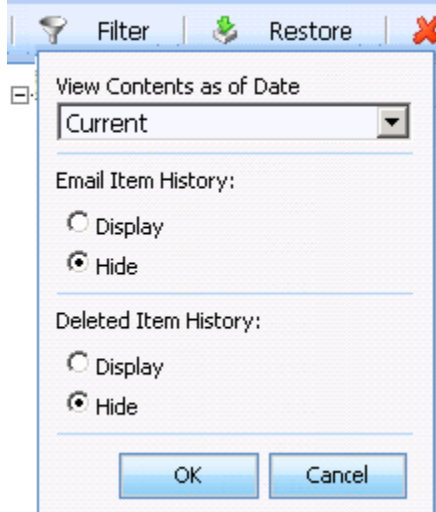 Filter Restore
View Contents as of Date
Current
Email Item History:
Display
Hide
Deleted Item History:
Display
Hide
OK Cancel